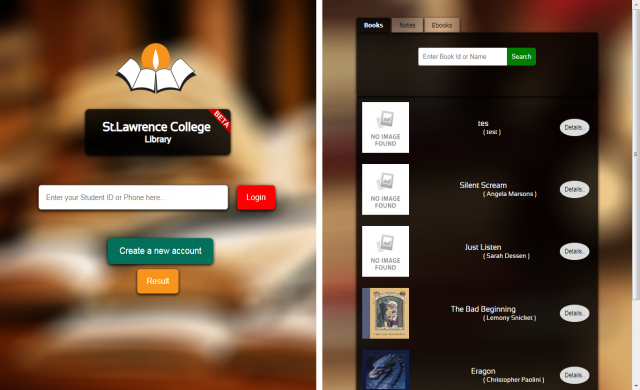 BETA
St.Lawrence College
Library
Enter your Student ID or Phone here...
Login
Create a new account
Result
Books
Notes
Ebooks
Enter Book Id or Name
Search
NO IMAGE
FOUND
tes
( test )
Details..
NO IMAGE
FOUND
Silent Scream
( Angela Marsons )
Details..
NO IMAGE
FOUND
Just Listen
( Sarah Dessen )
Details..
The Bad Beginning
( Lemony Snicket )
Details..
Eragon
( Christopher Paolini )
Details..